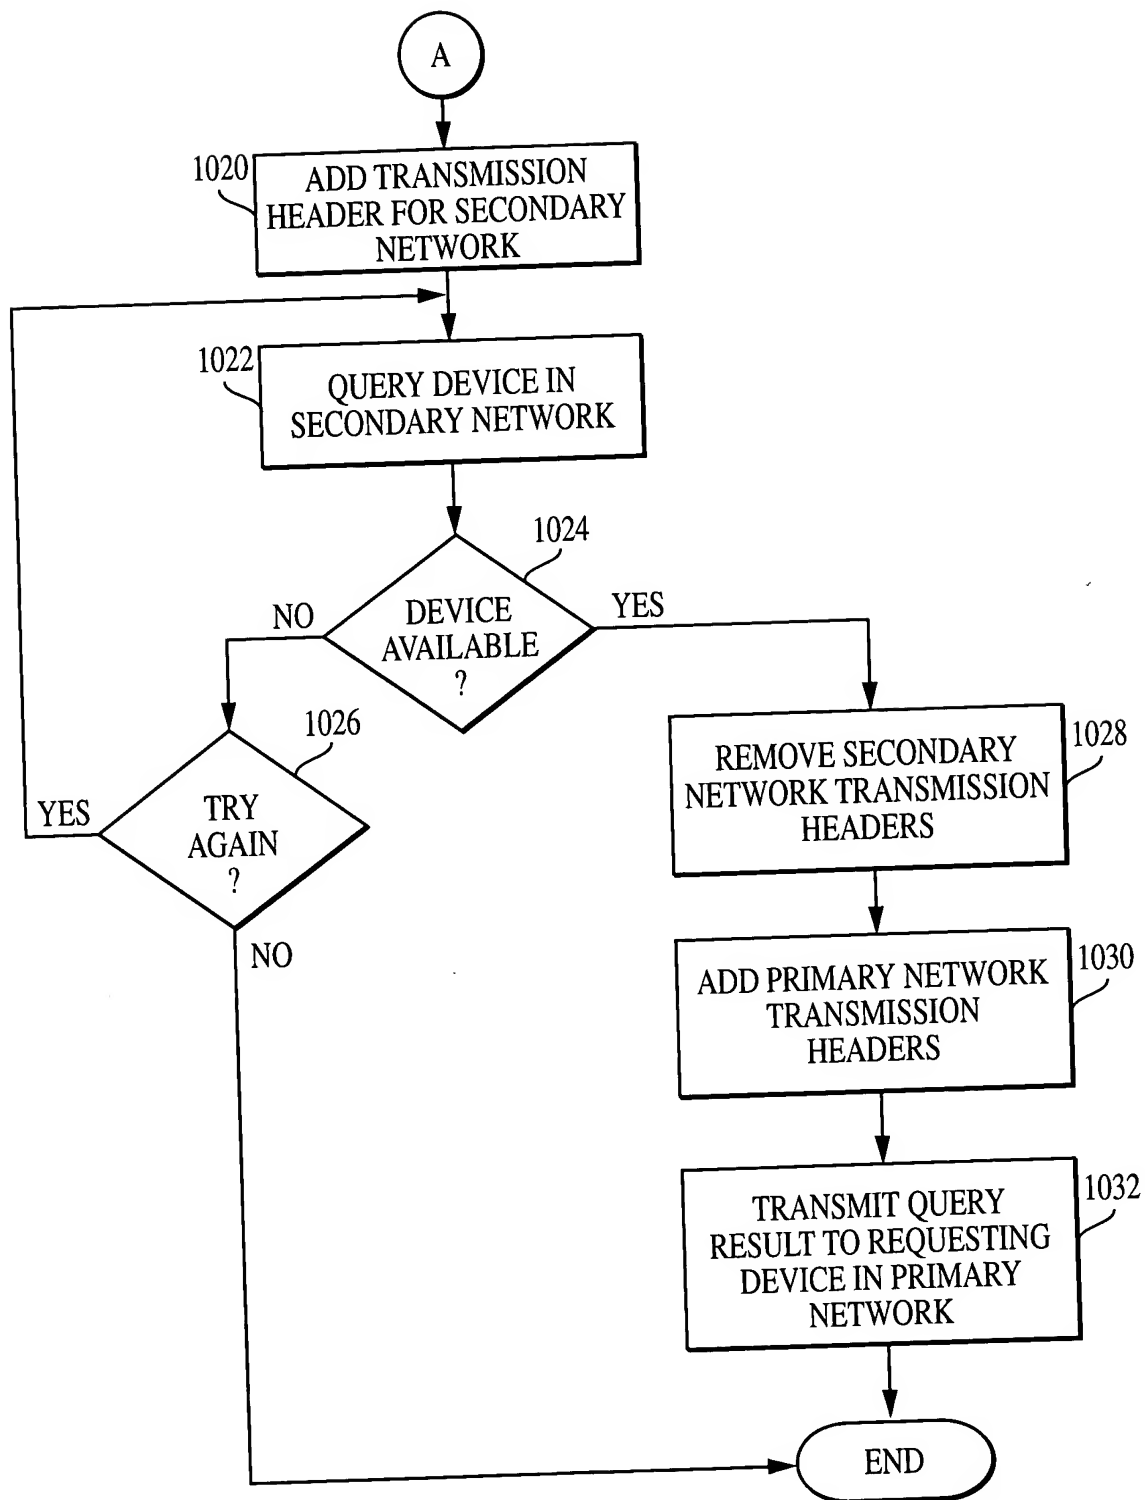 A
1020
ADD TRANSMISSION
HEADER FOR SECONDARY
NETWORK
1022
QUERY DEVICE IN
SECONDARY NETWORK
1024
DEVICE
AVAILABLE
?
NO
YES
1026
TRY
AGAIN
?
YES
NO
1028
REMOVE SECONDARY
NETWORK TRANSMISSION
HEADERS
1030
ADD PRIMARY NETWORK
TRANSMISSION
HEADERS
1032
TRANSMIT QUERY
RESULT TO REQUESTING
DEVICE IN PRIMARY
NETWORK
END